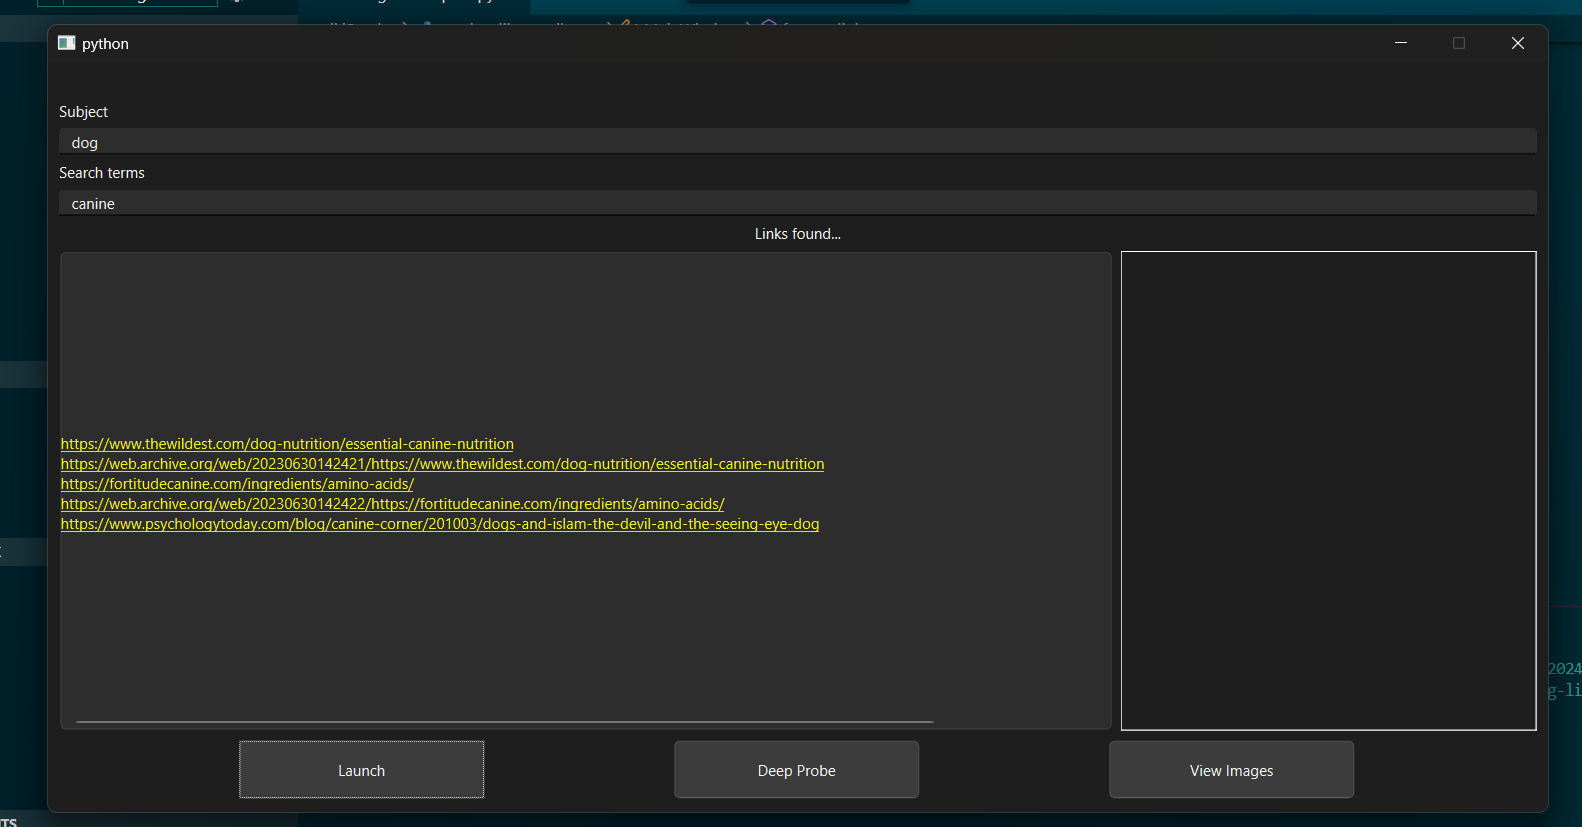 python
Subject
dog
Search terms
canine
Links found...
https://www.thewildest.com/dog-nutrition/essential-canine-nutrition
https://web.archive.org/web/20230630142421/https://www.thewildest.com/dog-nutrition/essential-canine-nutrition
https://fortitudecanine.com/ingredients/amino-acids/
https://web.archive.org/web/20230630142422/https://fortitudecanine.com/ingredients/amino-acids/
https://www.psychologytoday.com/blog/canine-corner/201003/dogs-and-islam-the-devil-and-the-seeing-eye-dog
2024
g-li
Launch
Deep Probe
View Images